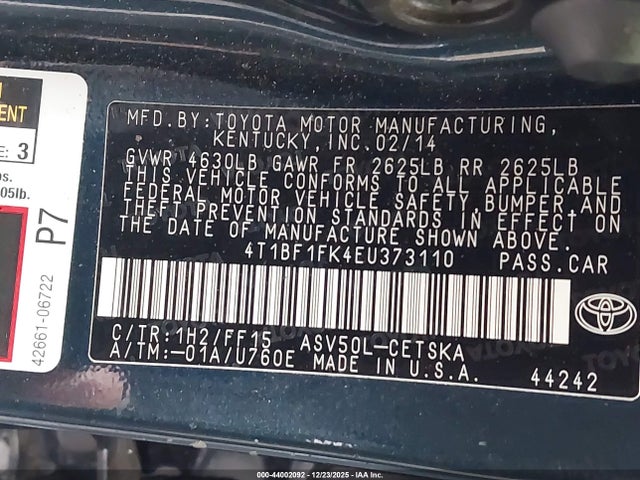 MENT
E: 3
s.
05lb.
P7
42661-06722
MFD.BY:TOYOTA MOTOR MANUFACTURING,
KENTUCKY,INC.02/14
GVWR 4630LB GAWR FR 2625LB RR 2625LB
THIS VEHICLE CONFORMS TO ALL APPLICABLE
FEDERAL MOTOR VEHICLE SAFETY,BUMPER,AND
THEFT PREVENTION STANDARDS IN EFFECT ON
THE DATE OF MANUFACTURE SHOWN ABOVE.
4T1BF1FK4EU373110 PASS.CAR
C/TR:1H2/FF15 ASV50L-CETSKA
A/TM:-01A/U760E MADE IN U.S.A.
44242
000-44002092 - 12/23/2025 - IAA Inc.